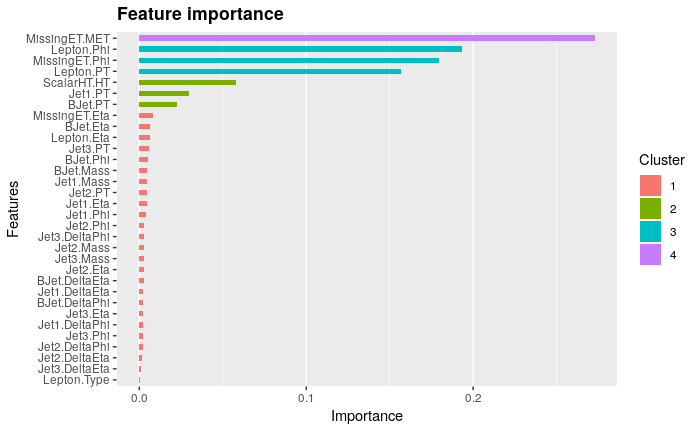 Feature importance
MissingET.MET
Lepton.Phi
MissingET.Phi
Lepton.PT
ScalarHT.HT
Jet1.PT
BJet.PT
MissingET.Eta
BJet.Eta
Lepton.Eta
Jet3.PT
BJet.Phi
BJet.Mass
Jet1.Mass
Jet2.PT
Jet1.Eta
Jet1.Phi
Jet2.Phi
Jet3.DeltaPhi
Jet2.Mass
Jet3.Mass
Jet2.Eta
BJet.DeltaEta
Jet1.DeltaEta
BJet.DeltaPhi
Jet3.Eta
Jet1.DeltaPhi
Jet3.Phi
Jet2.DeltaPhi
Jet2.DeltaEta
Jet3.DeltaEta
Lepton.Type
Features
0.0 0.1 0.2
Importance
Cluster
1
2
3
4